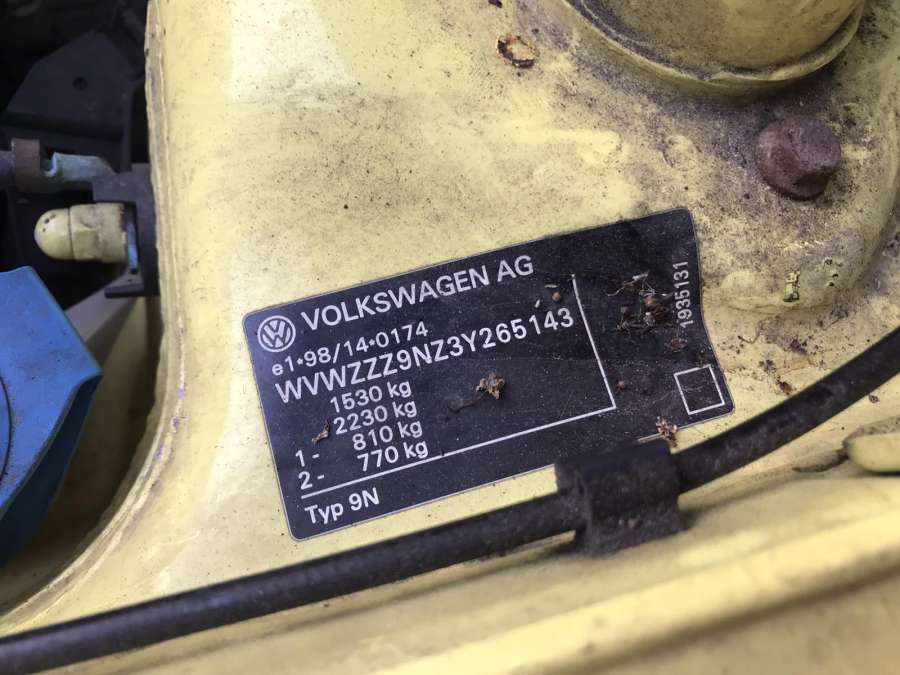 VOLKSWAGEN AG
e1*98/14*0174
WVWZZZ9NZ3Y265143
1530 kg
2230 kg
1- 810 kg
2- 770 kg
Typ 9N
1935131